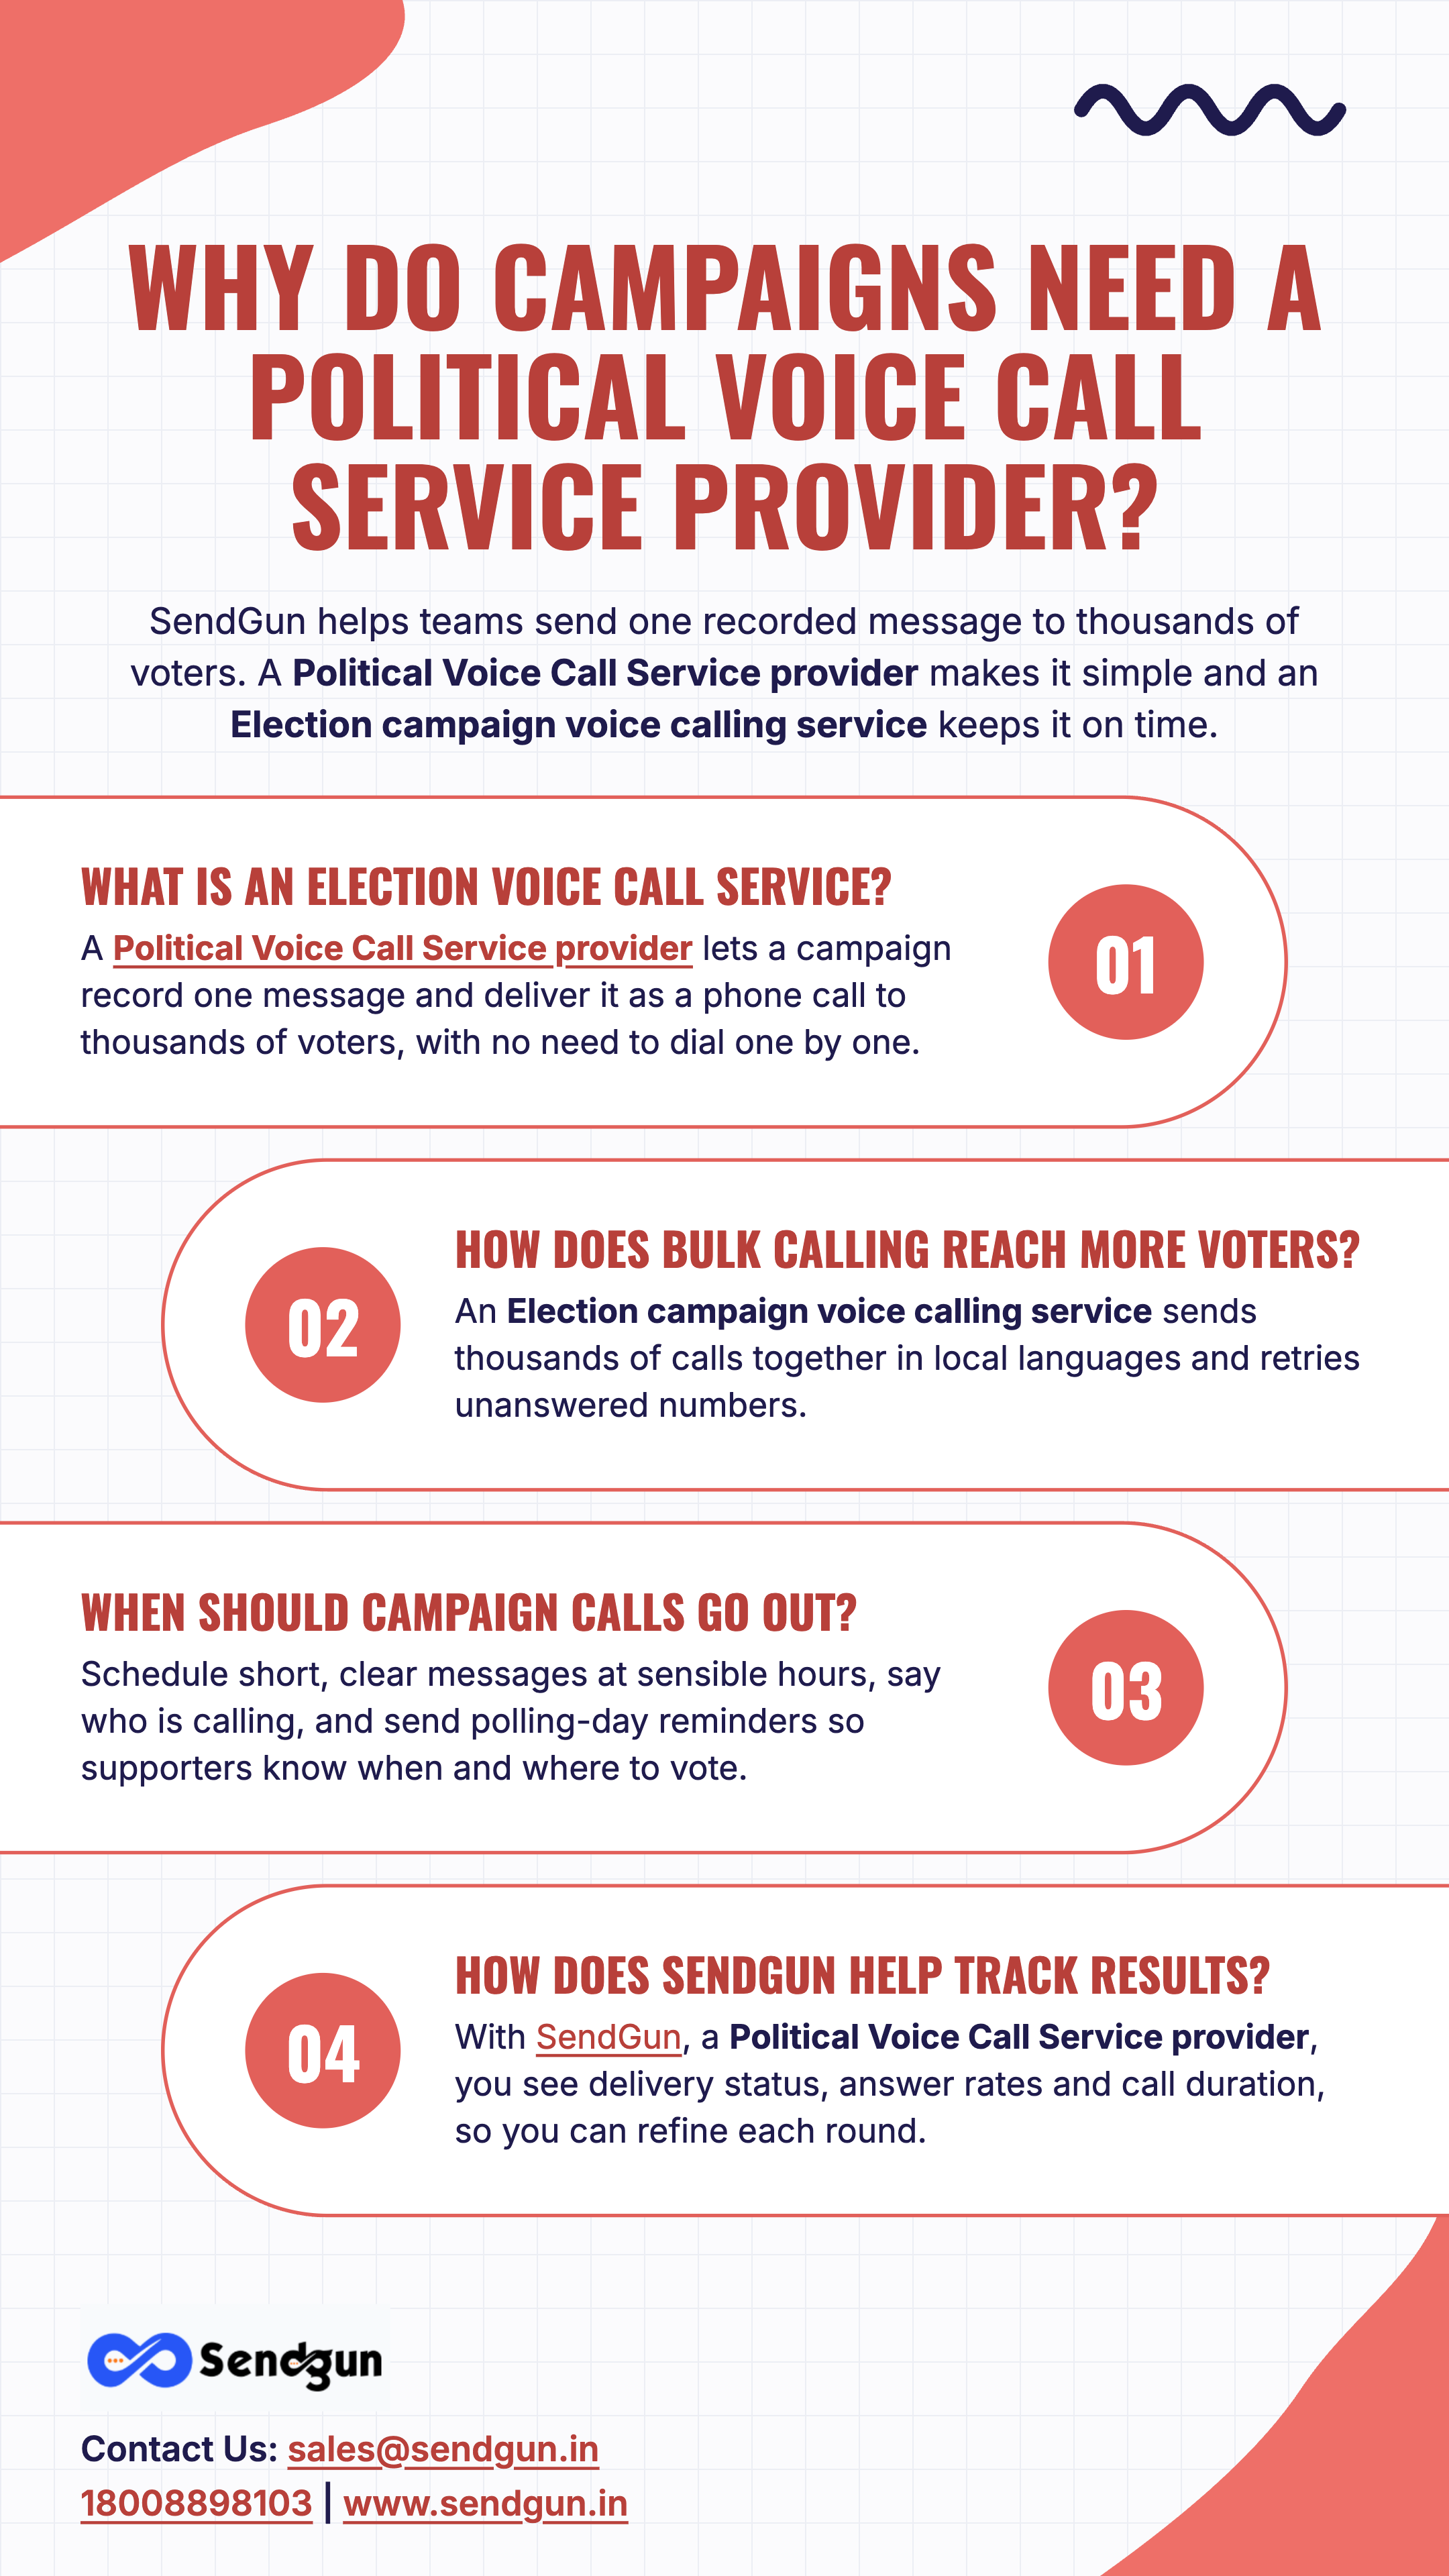 WHY DO CAMPAIGNS NEED A
POLITICAL VOICE CALL
SERVICE PROVIDER?
SendGun helps teams send one recorded message to thousands of
voters. A Political Voice Call Service provider makes it simple and an
Election campaign voice calling service keeps it on time.
WHAT IS AN ELECTION VOICE CALL SERVICE?
A Political Voice Call Service provider lets a campaign
record one message and deliver it as a phone call to
thousands of voters, with no need to dial one by one.
01
HOW DOES BULK CALLING REACH MORE VOTERS?
An Election campaign voice calling service sends
thousands of calls together in local languages and retries
unanswered numbers.
02
WHEN SHOULD CAMPAIGN CALLS GO OUT?
Schedule short, clear messages at sensible hours, say
who is calling, and send polling-day reminders so
supporters know when and where to vote.
03
HOW DOES SENDGUN HELP TRACK RESULTS?
With SendGun, a Political Voice Call Service provider,
you see delivery status, answer rates and call duration,
so you can refine each round.
04
Sendgun
Contact Us: sales@sendgun.in
18008898103 | www.sendgun.in